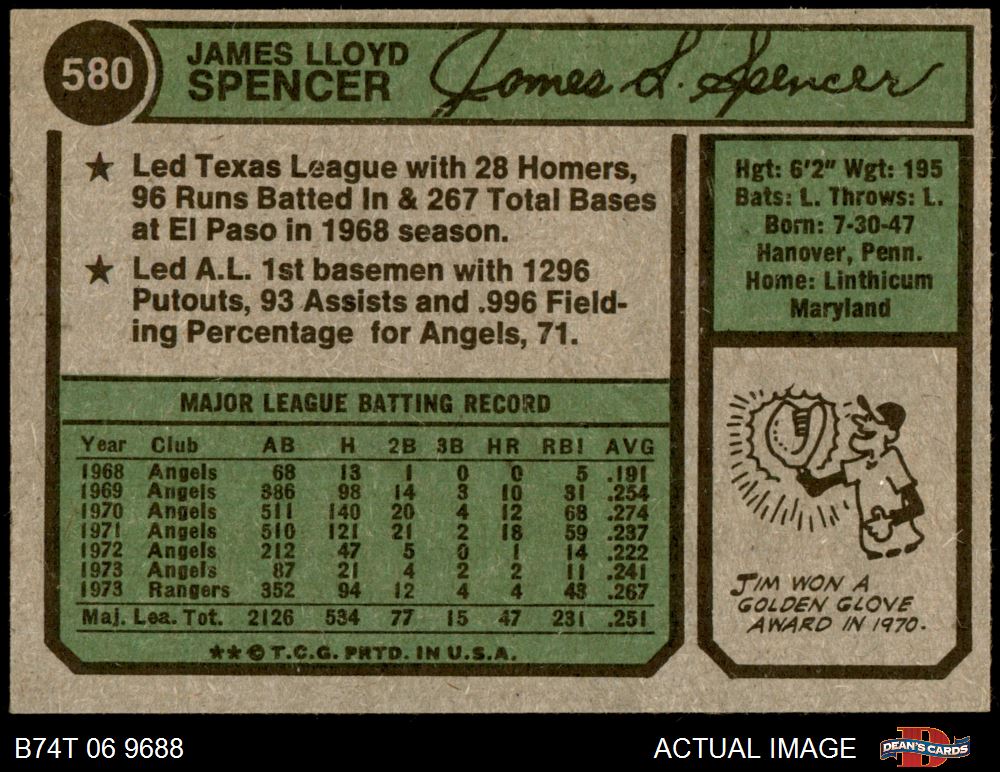 580
JAMES LLOYD
SPENCER
James L. Spencer
★ Led Texas League with 28 Homers,
96 Runs Batted In & 267 Total Bases
at El Paso in 1968 season.
★ Led A.L. 1st basemen with 1296
Putouts, 93 Assists and .996 Field-
ing Percentage for Angels, 71.
Hgt: 6'2" Wgt: 195
Bats: L. Throws: L.
Born: 7-30-47
Hanover, Penn.
Home: Linthicum
Maryland
MAJOR LEAGUE BATTING RECORD
Year Club AB H 2B 3B HR RBI AVG
1968 Angels 68 13 1 0 0 5 .191
1969 Angels 386 98 14 3 10 31 .254
1970 Angels 511 140 20 4 12 68 .274
1971 Angels 510 121 21 2 18 59 .237
1972 Angels 212 47 5 0 1 14 .222
1973 Angels 87 21 4 2 2 11 .241
1973 Rangers 352 94 12 4 4 43 .267
Maj. Lea. Tot. 2126 534 77 15 47 231 .251
★★© T.C.G. PRTD. IN U.S.A.
JIM WON A
GOLDEN GLOVE
AWARD IN 1970.
B74T 06 9688
ACTUAL IMAGE
DEAN'S CARDS